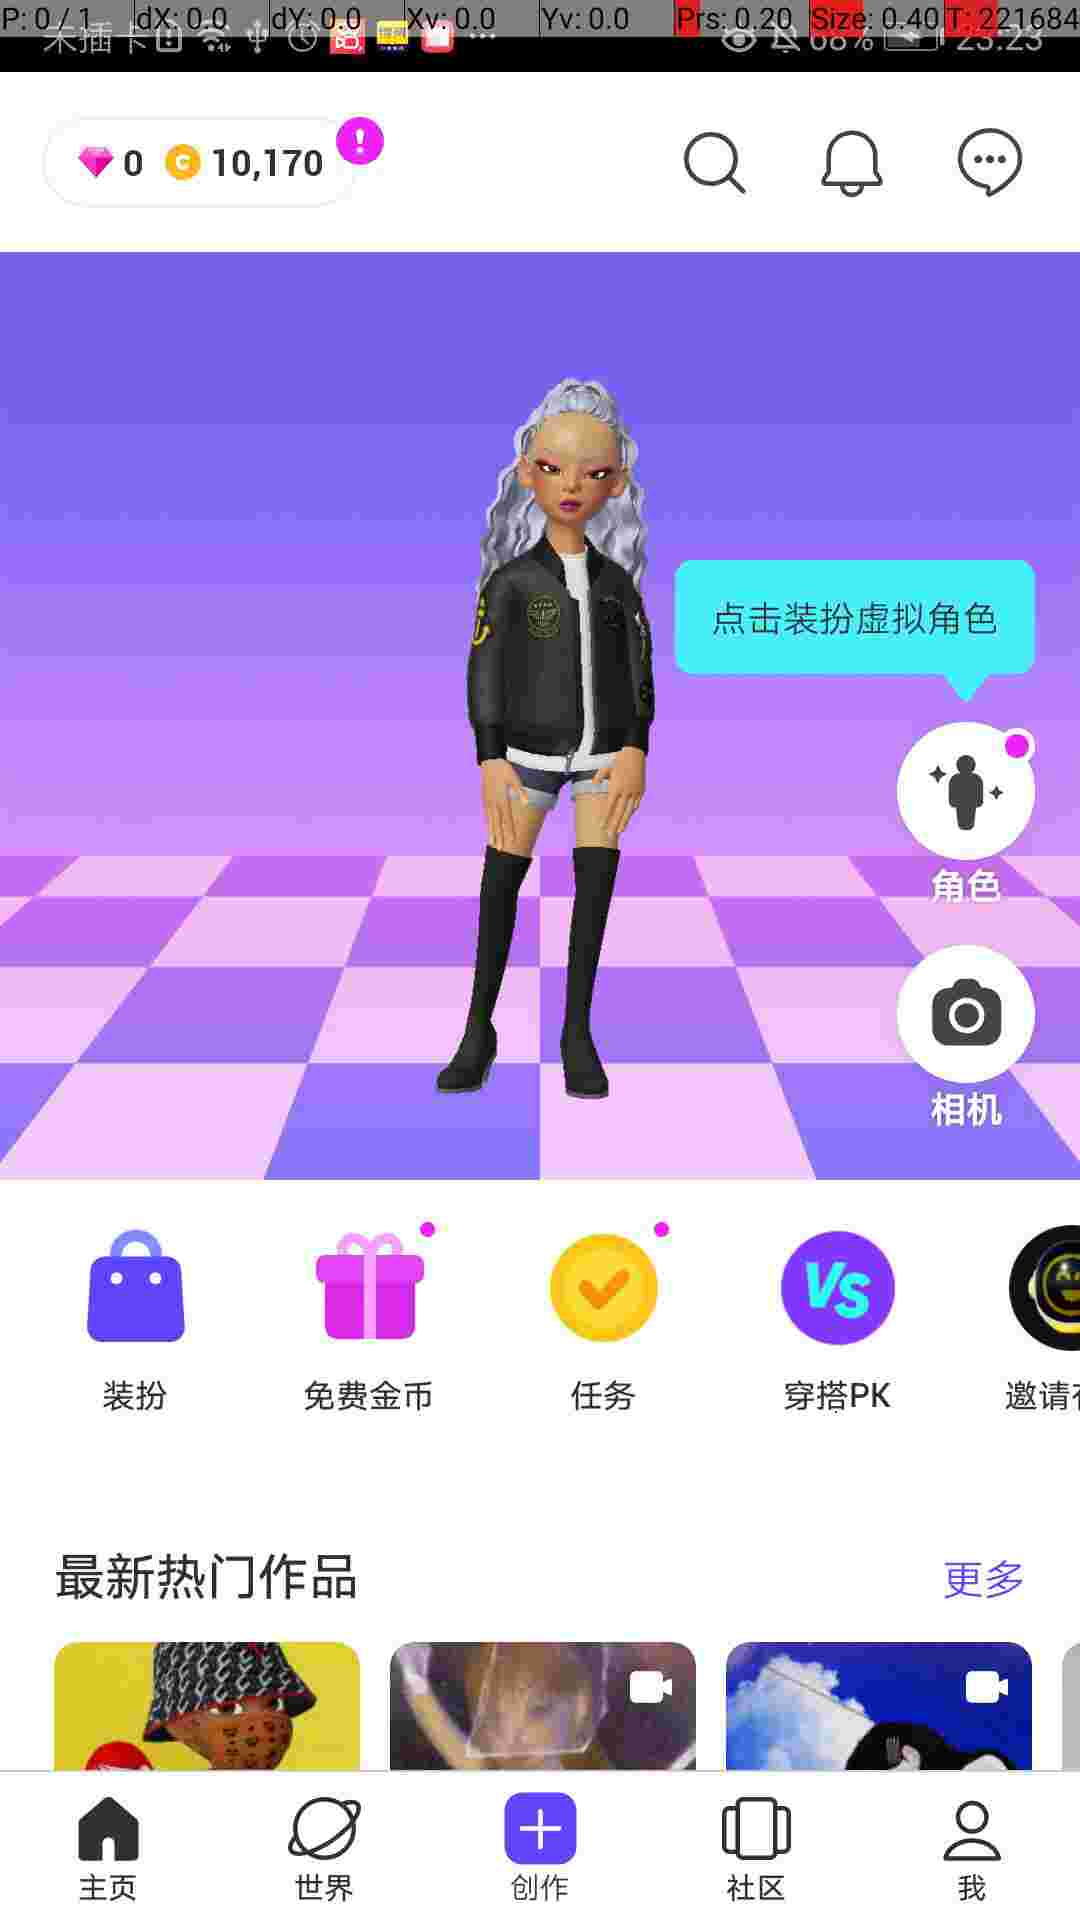 P: 0 / 1 dX: 0.0 dY: 0.0 Xv: 0.0 Yv: 0.0 Prs: 0.20 Size: 0.40 T: 221684
未插卡 68% 23:23
0 C 10,170 !
点击装扮虚拟角色
角色
相机
VS
装扮 免费金币 任务 穿搭PK 邀请
最新热门作品 更多
主页 世界 创作 社区 我